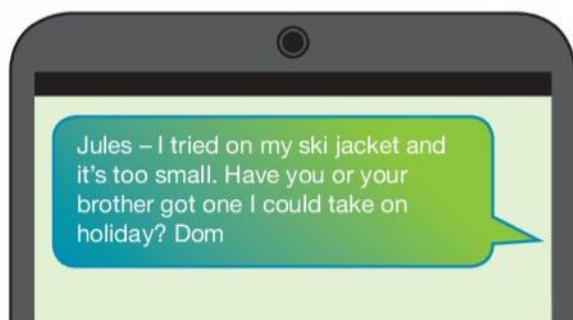 Jules – I tried on my ski jacket and
it's too small. Have you or your
brother got one I could take on
holiday? Dom